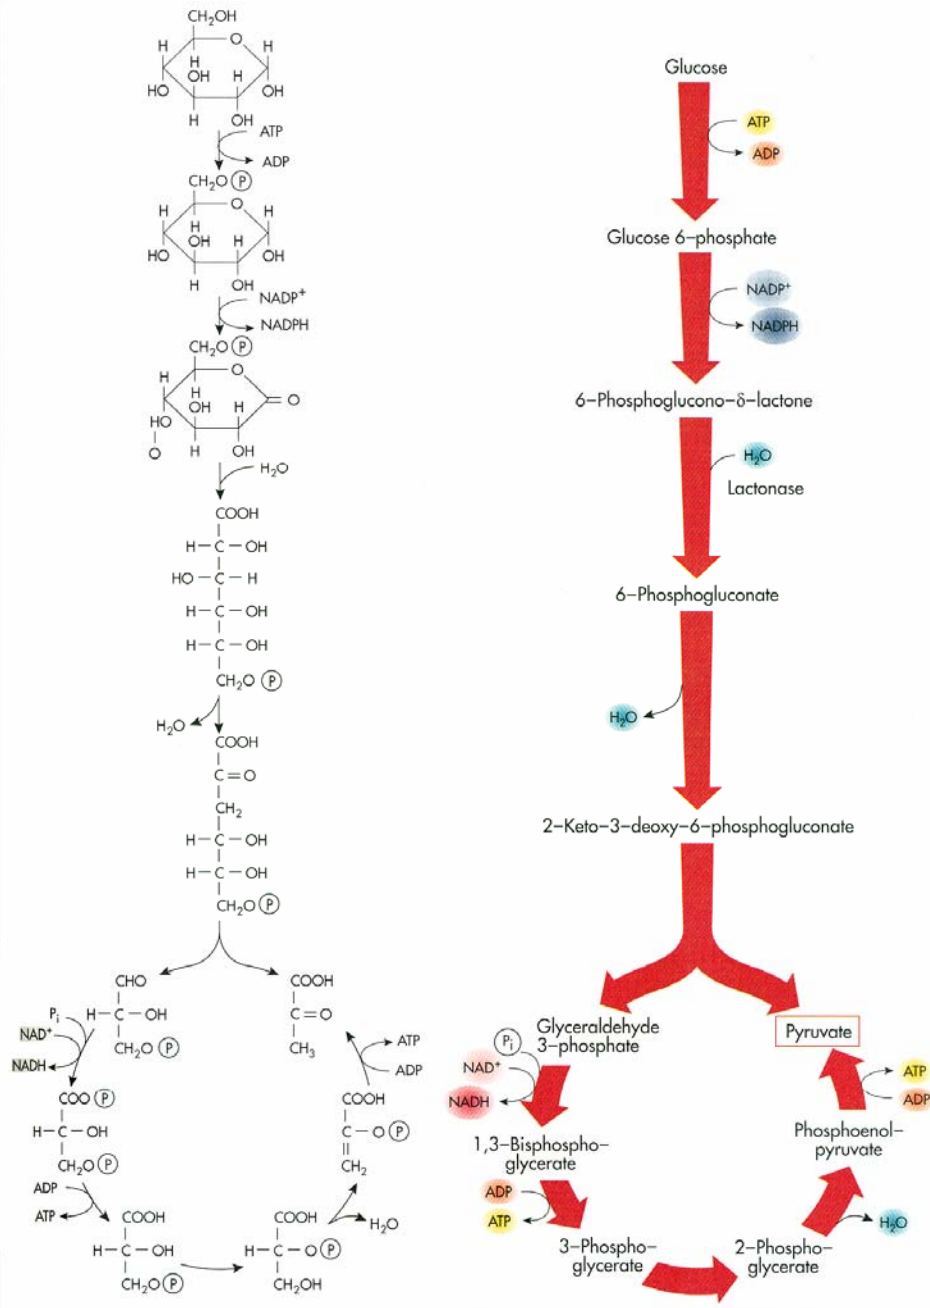 CH₂OH
O
H
H
H
OH
H
HO
OH
H
OH
ATP
ADP
CH₂O Ⓟ
O
H
H
H
OH
H
HO
OH
H
OH
NADP⁺
NADPH
CH₂O Ⓟ
O
H
H
OH
H
O
HO
O
H
OH
H₂O
COOH
H–C–OH
HO–C–H
H–C–OH
H–C–OH
CH₂O Ⓟ
H₂O
COOH
C=O
CH₂
H–C–OH
H–C–OH
CH₂O Ⓟ
CHO
H–C–OH
CH₂O Ⓟ
Pᵢ
NAD⁺
NADH
COO Ⓟ
H–C–OH
CH₂O Ⓟ
ADP
ATP
COOH
H–C–OH
CH₂O Ⓟ
COOH
H–C–O Ⓟ
CH₂OH
H₂O
COOH
C–O Ⓟ
CH₂
ATP
ADP
COOH
C=O
CH₃
Glucose
ATP
ADP
Glucose 6–phosphate
NADP⁺
NADPH
6–Phosphoglucono–δ–lactone
H₂O
Lactonase
6–Phosphogluconate
H₂O
2–Keto–3–deoxy–6–phosphogluconate
Glyceraldehyde
3–phosphate
Pᵢ
NAD⁺
NADH
1,3–Bisphospho–
glycerate
ADP
ATP
3–Phospho–
glycerate
2–Phospho–
glycerate
H₂O
Phosphoenol–
pyruvate
ATP
ADP
Pyruvate